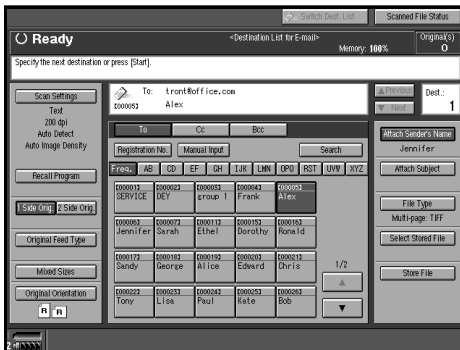 Switch Dest. List
Scanned File Status
Ready
<Destination List for E-mail>
Memory: 100%
Original(s)
0
Specify the next destination or press [Start].
Scan Settings
Text
200 dpi
Auto Detect
Auto Image Density
Recall Program
1 Side Orig.
2 Side Orig.
Original Feed Type
Mixed Sizes
Original Orientation
R R
To: tront@office.com
[00005] Alex
▲ Previous
▼ Next
Dest.:
1
To Cc Bcc
Registration No. Manual Input Search
Freq. AB CD EF GH IJK LMN OPQ RST UVW XYZ
[00001] [00002] [00003] [00004] [00005]
SERVICE DEY group 1 Frank Alex
[00006] [00007] [00011] [00015] [00016]
Jennifer Sarah Ethel Dorothy Ronald
[00017] [00018] [00019] [00020] [00021]
Sandy George Alice Edward Chris
[00022] [00023] [00024] [00025] [00026]
Tony Lisa Paul Kate Bob
1/2
▲
▼
Attach Sender's Name
Jennifer
Attach Subject
File Type
Multi-page: TIFF
Select Stored File
Store File
2